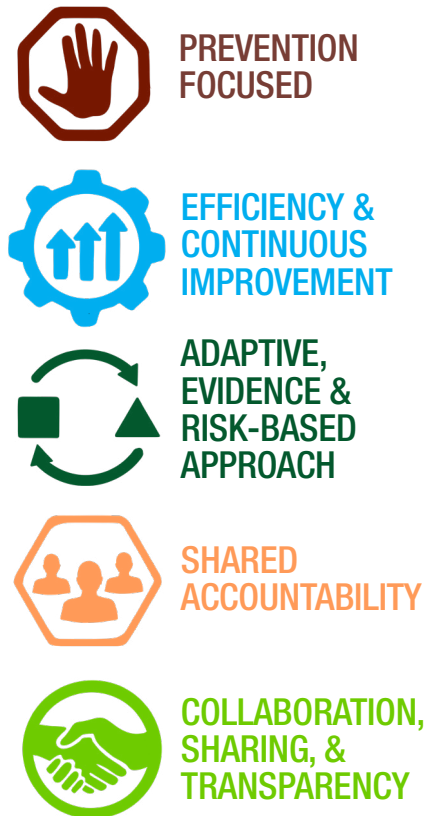 PREVENTION
FOCUSED
EFFICIENCY &
CONTINUOUS
IMPROVEMENT
ADAPTIVE,
EVIDENCE &
RISK-BASED
APPROACH
SHARED
ACCOUNTABILITY
COLLABORATION,
SHARING, &
TRANSPARENCY